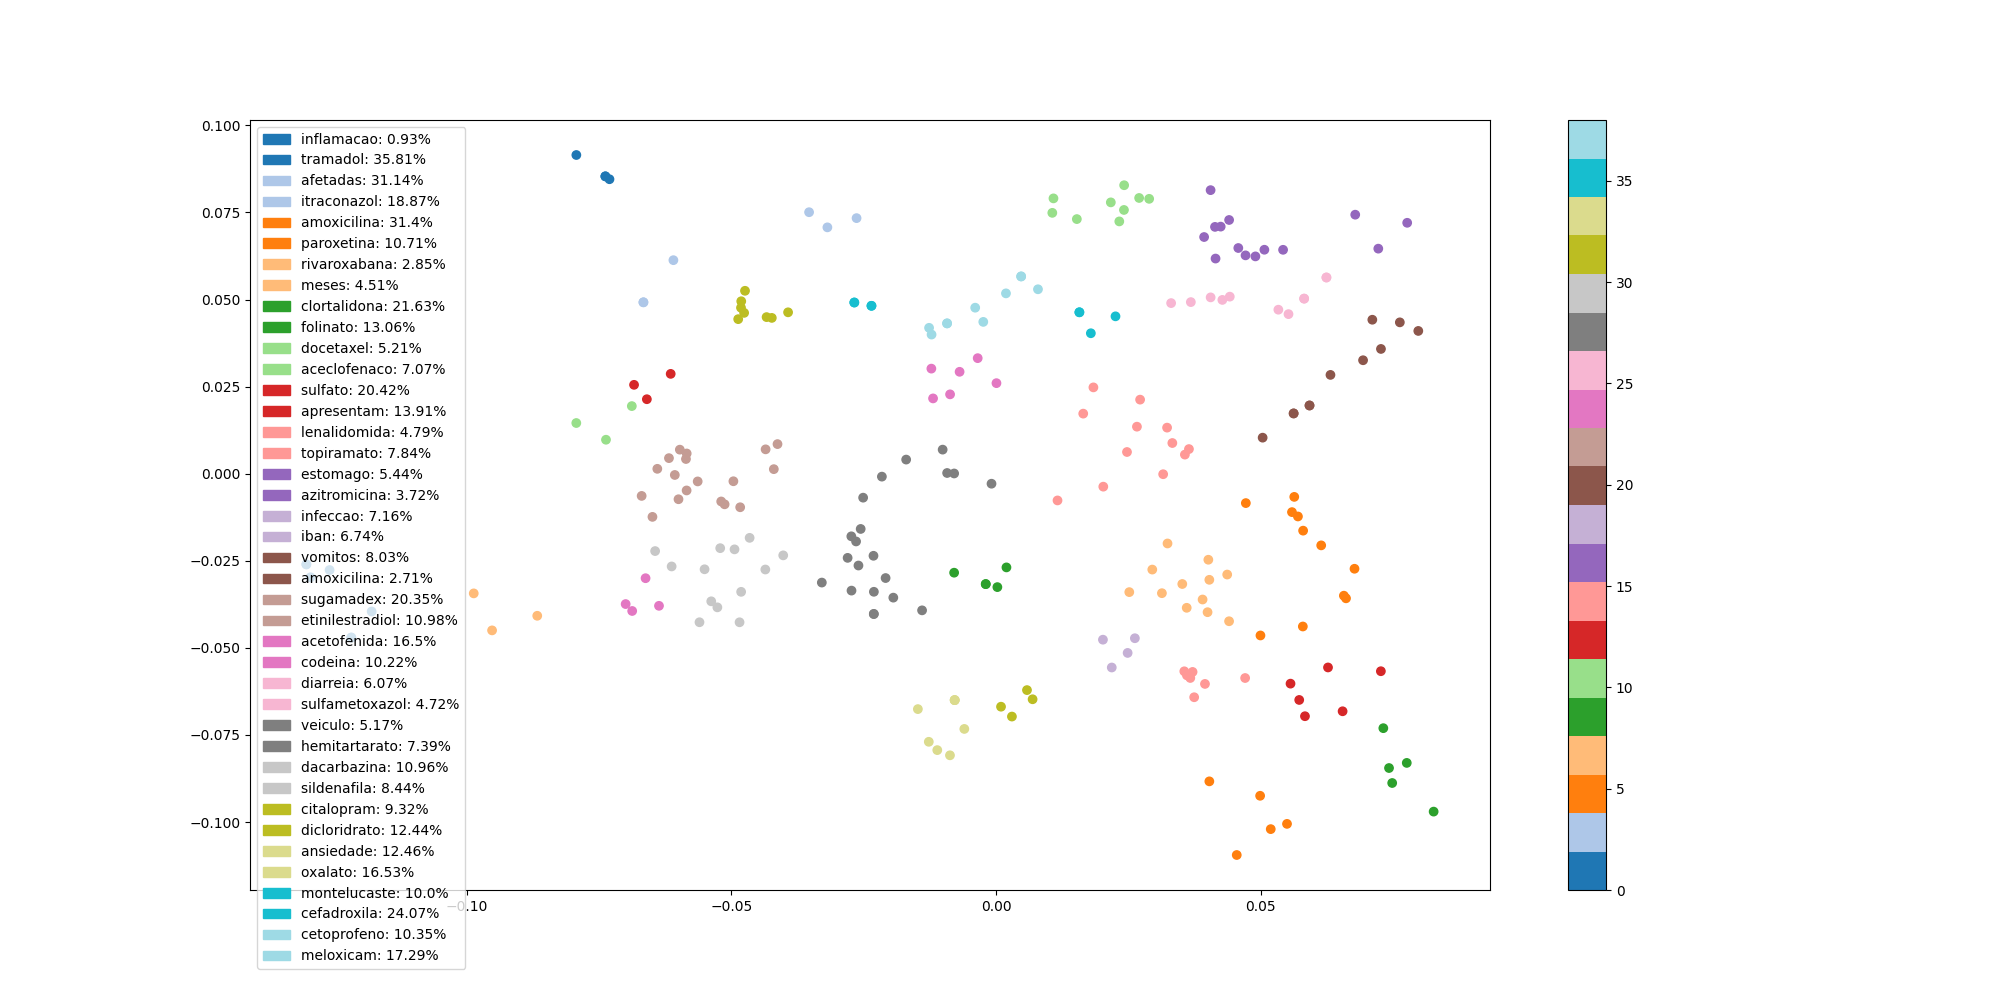 0.100
0.075
0.050
0.025
0.000
−0.025
−0.050
−0.075
−0.100
inflamacao: 0.93%
tramadol: 35.81%
afetadas: 31.14%
itraconazol: 18.87%
amoxicilina: 31.4%
paroxetina: 10.71%
rivaroxabana: 2.85%
meses: 4.51%
clortalidona: 21.63%
folinato: 13.06%
docetaxel: 5.21%
aceclofenaco: 7.07%
sulfato: 20.42%
apresentam: 13.91%
lenalidomida: 4.79%
topiramato: 7.84%
estomago: 5.44%
azitromicina: 3.72%
infeccao: 7.16%
iban: 6.74%
vomitos: 8.03%
amoxicilina: 2.71%
sugamadex: 20.35%
etinilestradiol: 10.98%
acetofenida: 16.5%
codeina: 10.22%
diarreia: 6.07%
sulfametoxazol: 4.72%
veiculo: 5.17%
hemitartarato: 7.39%
dacarbazina: 10.96%
sildenafila: 8.44%
citalopram: 9.32%
dicloridrato: 12.44%
ansiedade: 12.46%
oxalato: 16.53%
montelucaste: 10.0%
cefadroxila: 24.07%
cetoprofeno: 10.35%
meloxicam: 17.29%
−0.10
−0.05
0.00
0.05
35
30
25
20
15
10
5
0